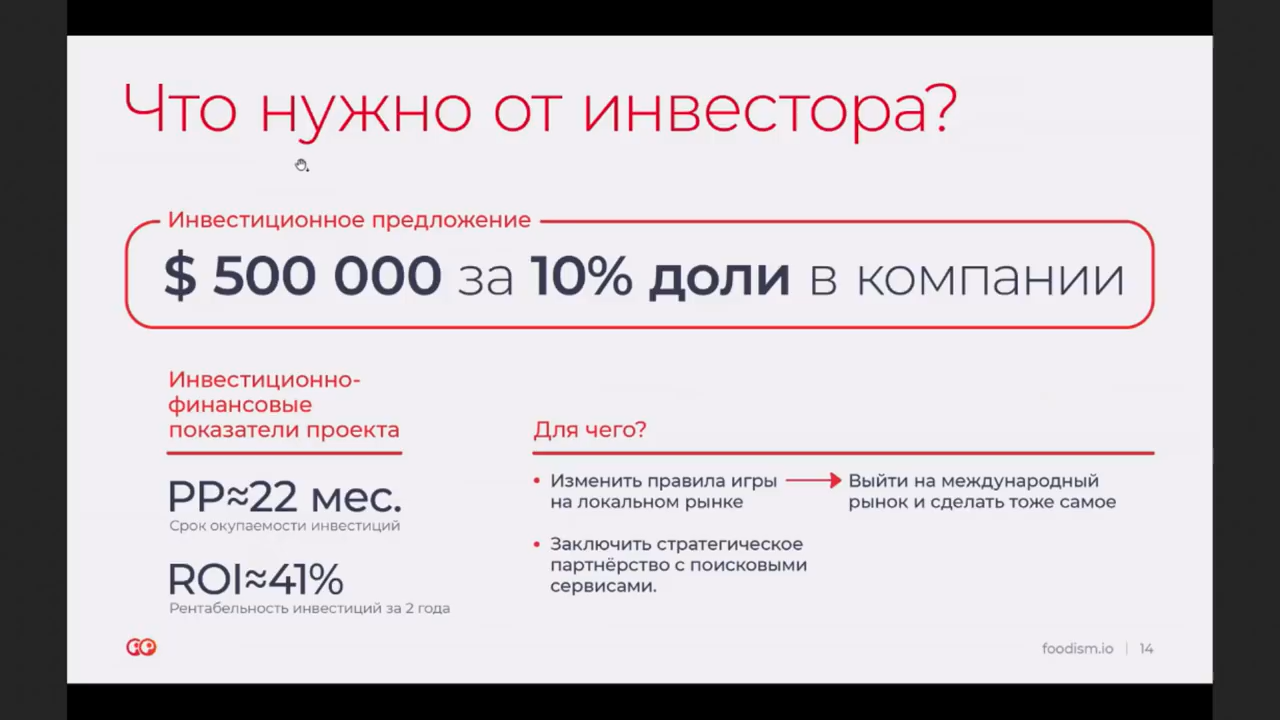 Что нужно от инвестора?
Инвестиционное предложение
$ 500 000 за 10% доли в компании
Инвестиционно-
финансовые
показатели проекта
PP≈22 мес.
Срок окупаемости инвестиций
ROI≈41%
Рентабельность инвестиций за 2 года
Для чего?
• Изменить правила игры
на локальном рынке
Выйти на международный
рынок и сделать тоже самое
• Заключить стратегическое
партнёрство с поисковыми
сервисами.
foodism.io | 14